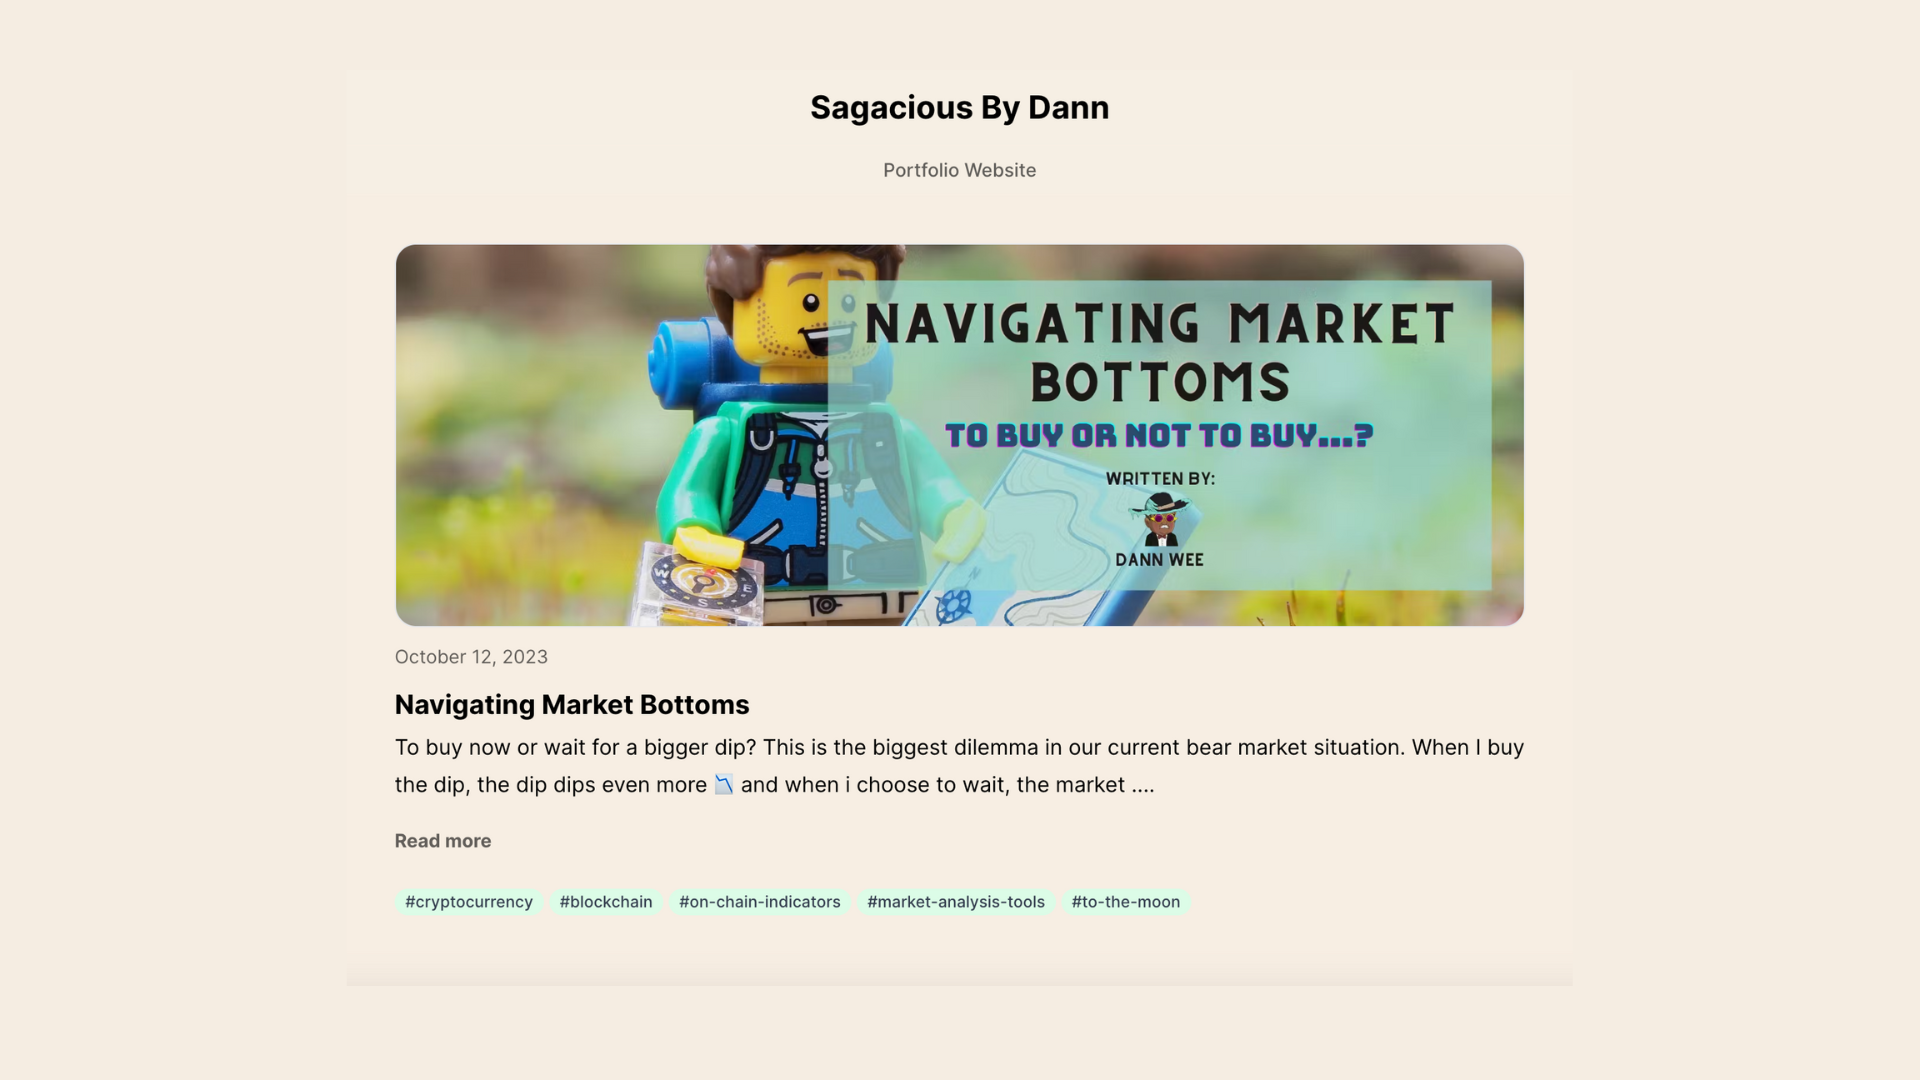 Sagacious By Dann
Portfolio Website
NAVIGATING MARKET
BOTTOMS
TO BUY OR NOT TO BUY...?
WRITTEN BY:
DANN WEE
W
E
S
N
October 12, 2023
Navigating Market Bottoms
To buy now or wait for a bigger dip? This is the biggest dilemma in our current bear market situation. When I buy
the dip, the dip dips even more 📉 and when i choose to wait, the market ....
Read more
#cryptocurrency #blockchain #on-chain-indicators #market-analysis-tools #to-the-moon